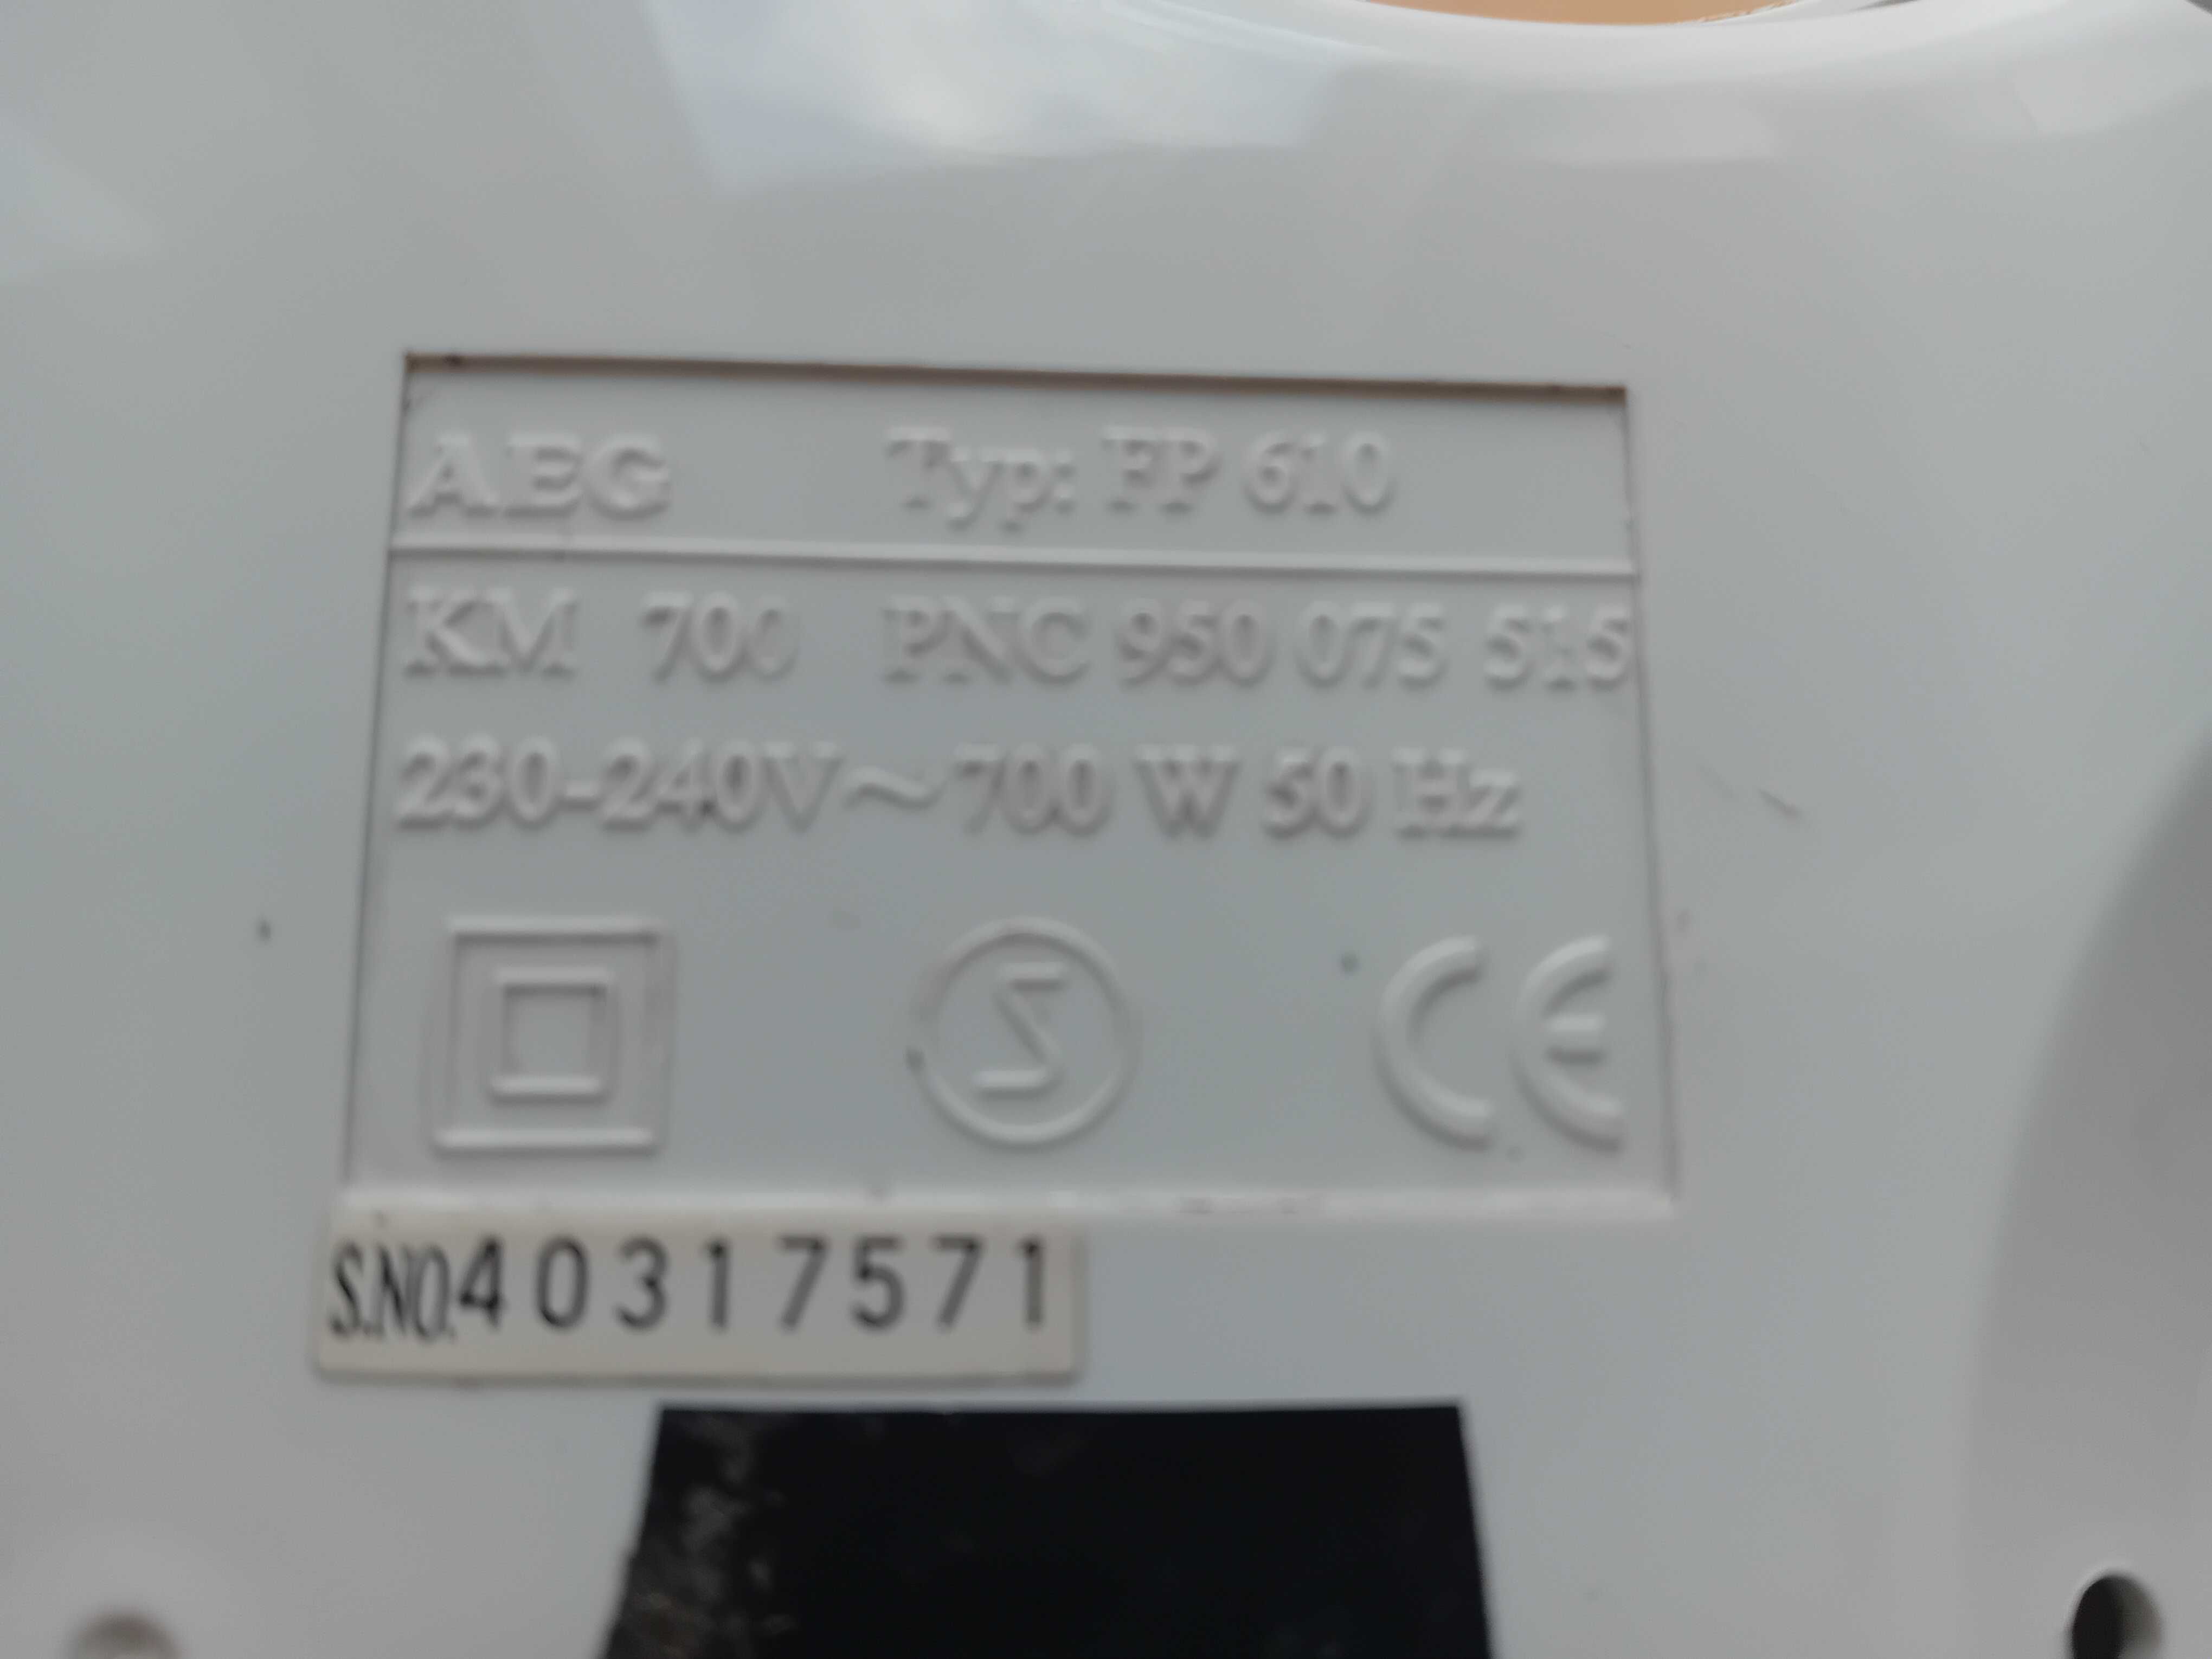 AEG Typ: FP 610
KM 700 PNC 950 075 515
230-240V~700 W 50 Hz
S CE
S.NO.40317571